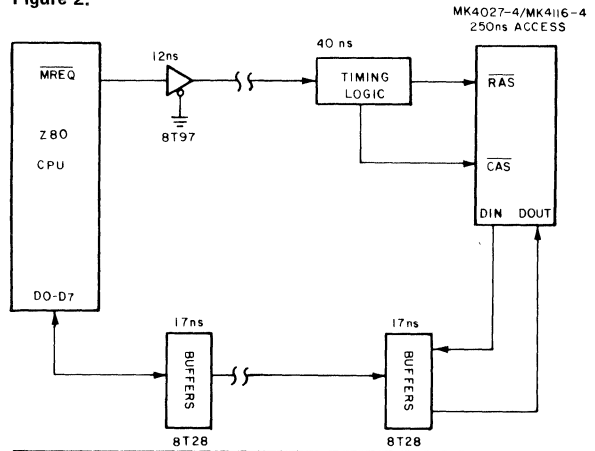 Figure 2.
MK4027-4/MK4116-4
250ns ACCESS
MREQ
12ns
8T97
40 ns
TIMING
LOGIC
RAS
Z80
CPU
CAS
DIN DOUT
DO-D7
17ns
BUFFERS
8T28
17ns
BUFFERS
8T28